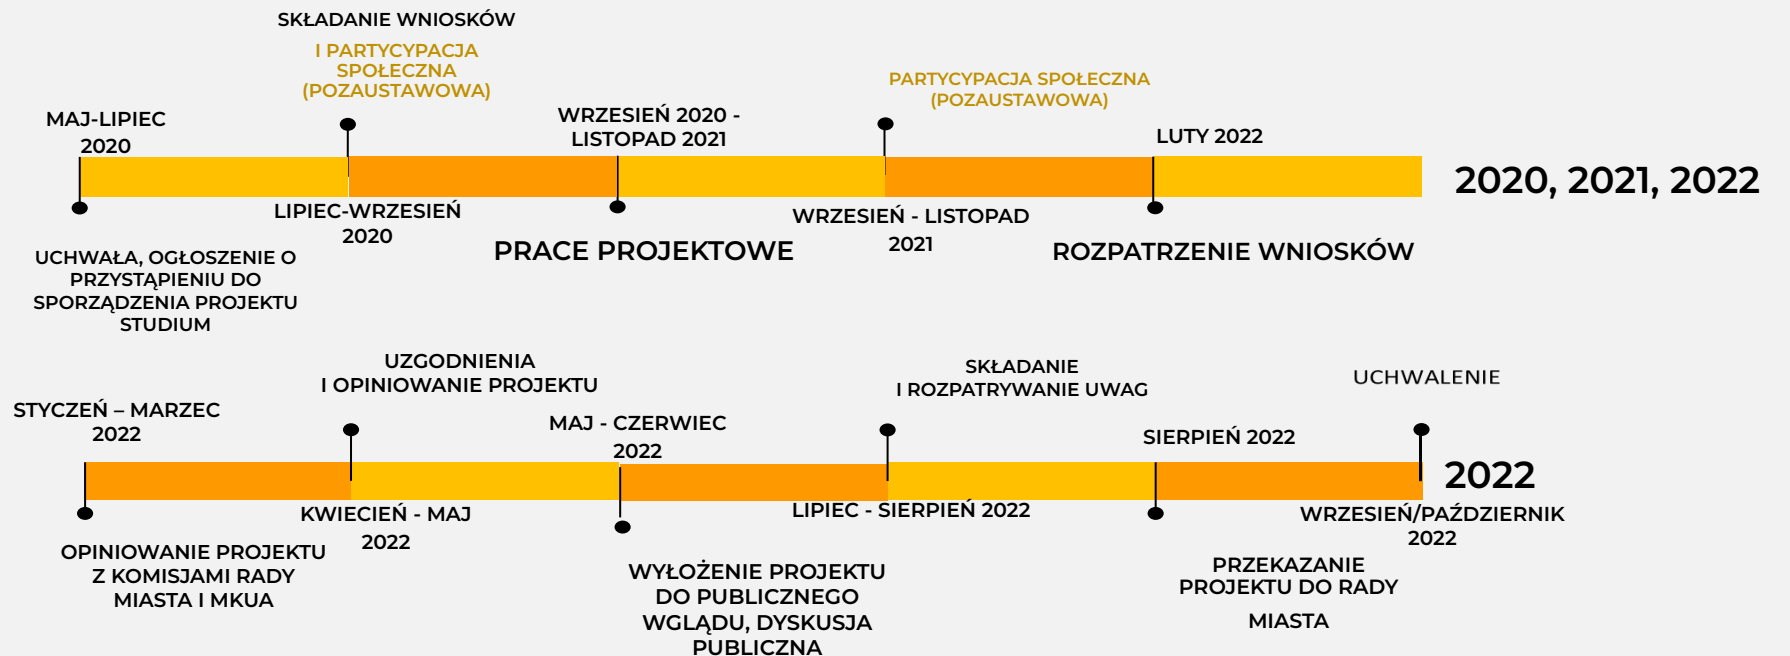 SKŁADANIE WNIOSKÓW
I PARTYCYPACJA
SPOŁECZNA
(POZAUSTAWOWA)
PARTYCYPACJA SPOŁECZNA
(POZAUSTAWOWA)
MAJ-LIPIEC
2020
WRZESIEŃ 2020 -
LISTOPAD 2021
LUTY 2022
2020, 2021, 2022
LIPIEC-WRZESIEŃ
2020
WRZESIEŃ - LISTOPAD
2021
UCHWAŁA, OGŁOSZENIE O
PRZYSTĄPIENIU DO
SPORZĄDZENIA PROJEKTU
STUDIUM
PRACE PROJEKTOWE
ROZPATRZENIE WNIOSKÓW
UZGODNIENIA
I OPINIOWANIE PROJEKTU
SKŁADANIE
I ROZPATRYWANIE UWAG
UCHWALENIE
STYCZEŃ – MARZEC
2022
MAJ - CZERWIEC
2022
SIERPIEŃ 2022
2022
KWIECIEŃ - MAJ
2022
LIPIEC - SIERPIEŃ 2022
WRZESIEŃ/PAŹDZIERNIK
2022
OPINIOWANIE PROJEKTU
Z KOMISJAMI RADY
MIASTA I MKUA
WYŁOŻENIE PROJEKTU
DO PUBLICZNEGO
WGLĄDU, DYSKUSJA
PUBLICZNA
PRZEKAZANIE
PROJEKTU DO RADY
MIASTA